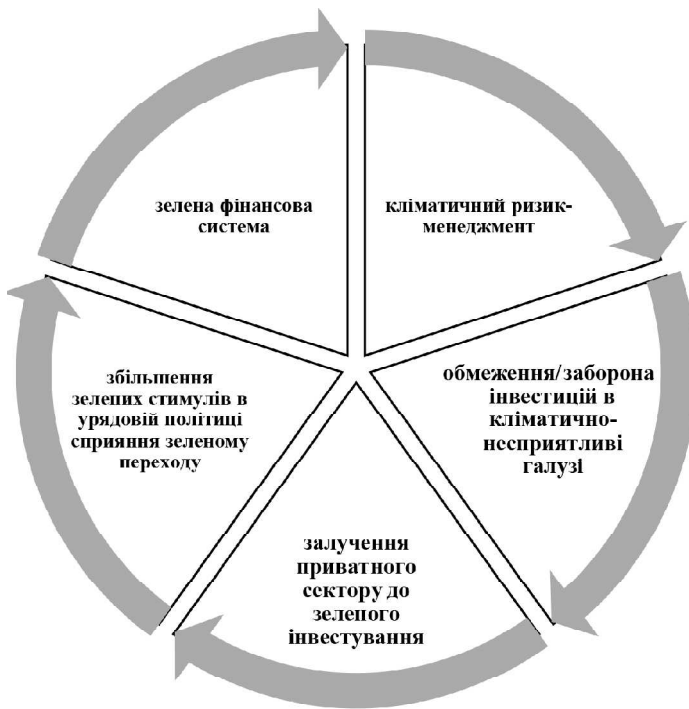 зелена фінансова
система
кліматичний ризик-
менеджмент
обмеження/заборона
інвестицій в
кліматично-
несприятливі
галузі
залучення
приватного
сектору до
зеленого
інвестування
збільшення
зелених стимулів в
урядовій політиці
сприяння зеленому
переходу